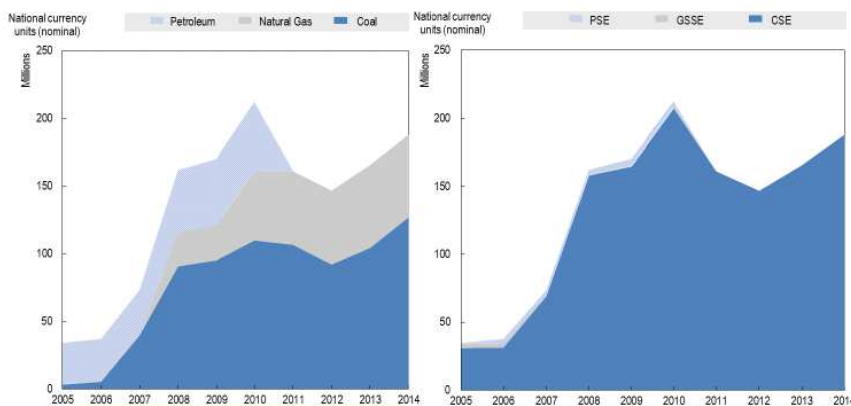 National currency
units (nominal)
Petroleum
Natural Gas
Coal
Millions
250
200
150
100
50
0
2005 2006 2007 2008 2009 2010 2011 2012 2013 2014
National currency
units (nominal)
PSE
GSSE
CSE
Millions
250
200
150
100
50
0
2005 2006 2007 2008 2009 2010 2011 2012 2013 2014